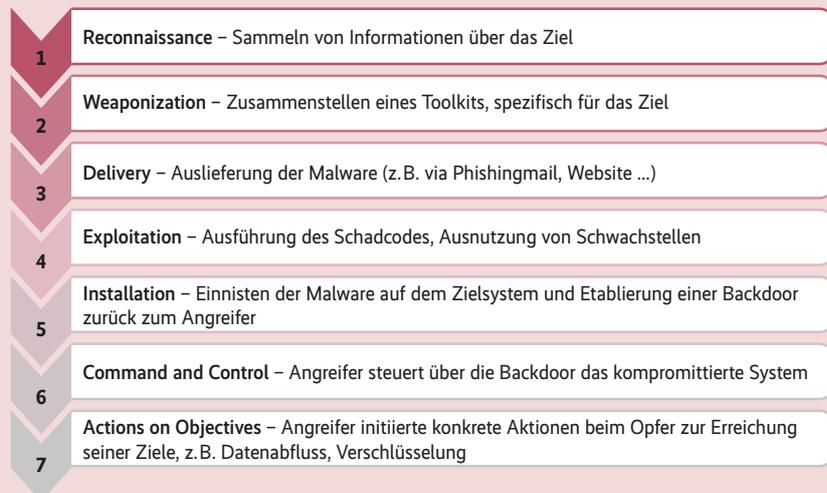 1
Reconnaissance – Sammeln von Informationen über das Ziel
2
Weaponization – Zusammenstellen eines Toolkits, spezifisch für das Ziel
3
Delivery – Auslieferung der Malware (z.B. via Phishingmail, Website ...)
4
Exploitation – Ausführung des Schadcodes, Ausnutzung von Schwachstellen
5
Installation – Einnisten der Malware auf dem Zielsystem und Etablierung einer Backdoor
zurück zum Angreifer
6
Command and Control – Angreifer steuert über die Backdoor das kompromittierte System
7
Actions on Objectives – Angreifer initiierte konkrete Aktionen beim Opfer zur Erreichung
seiner Ziele, z.B. Datenabfluss, Verschlüsselung